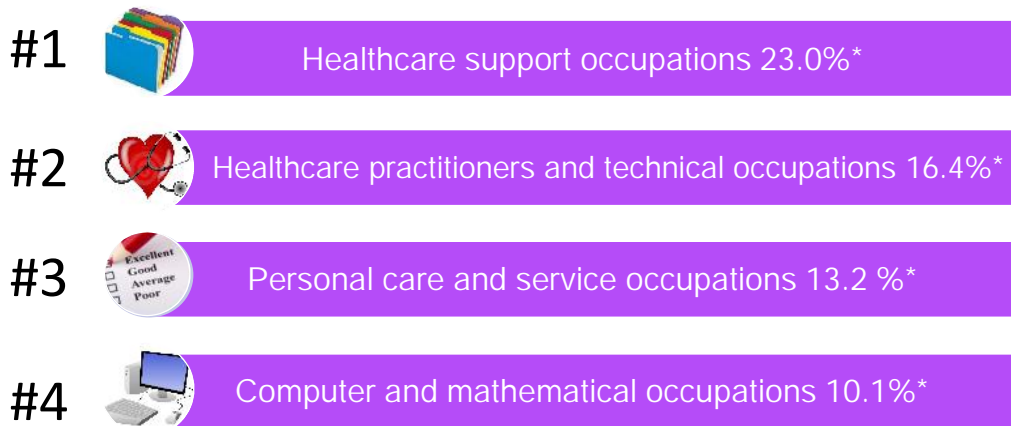 #1
Healthcare support occupations 23.0%*
#2
Healthcare practitioners and technical occupations 16.4%*
#3
Excellent
Good
Average
Poor
Personal care and service occupations 13.2 %*
#4
Computer and mathematical occupations 10.1%*